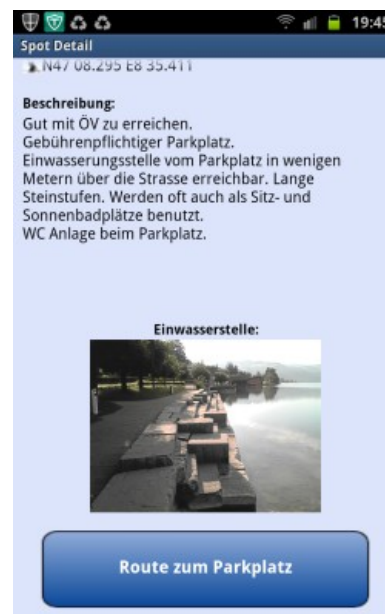 19:45
Spot Detail
N47 08.295 E8 35.411
Beschreibung:
Gut mit ÖV zu erreichen.
Gebührenpflichtiger Parkplatz.
Einwasserungsstelle vom Parkplatz in wenigen
Metern über die Strasse erreichbar. Lange
Steinstufen. Werden oft auch als Sitz- und
Sonnenbadplätze benutzt.
WC Anlage beim Parkplatz.
Einwasserstelle:
Route zum Parkplatz